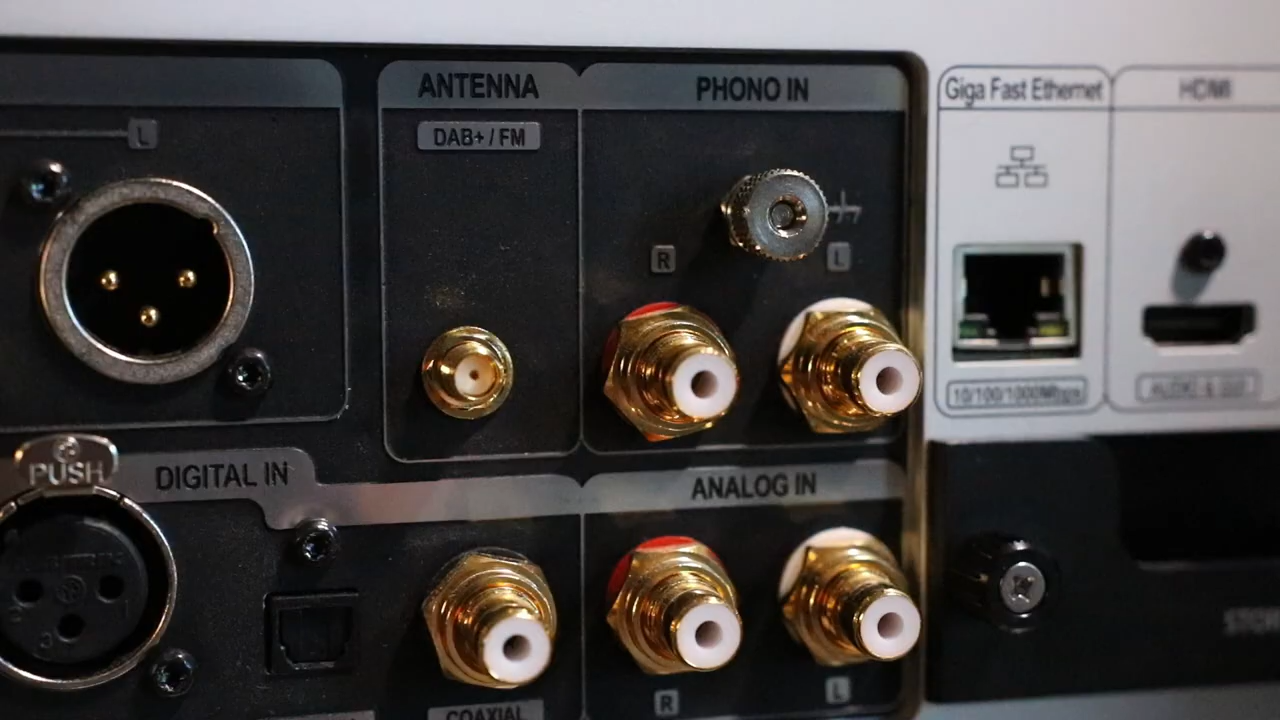 ANTENNA
PHONO IN
Giga Fast Ethernet
HDMI
L
DAB+ / FM
R
L
10/100/1000Mbps
PUSH
DIGITAL IN
ANALOG IN
R
L
COAXIAL